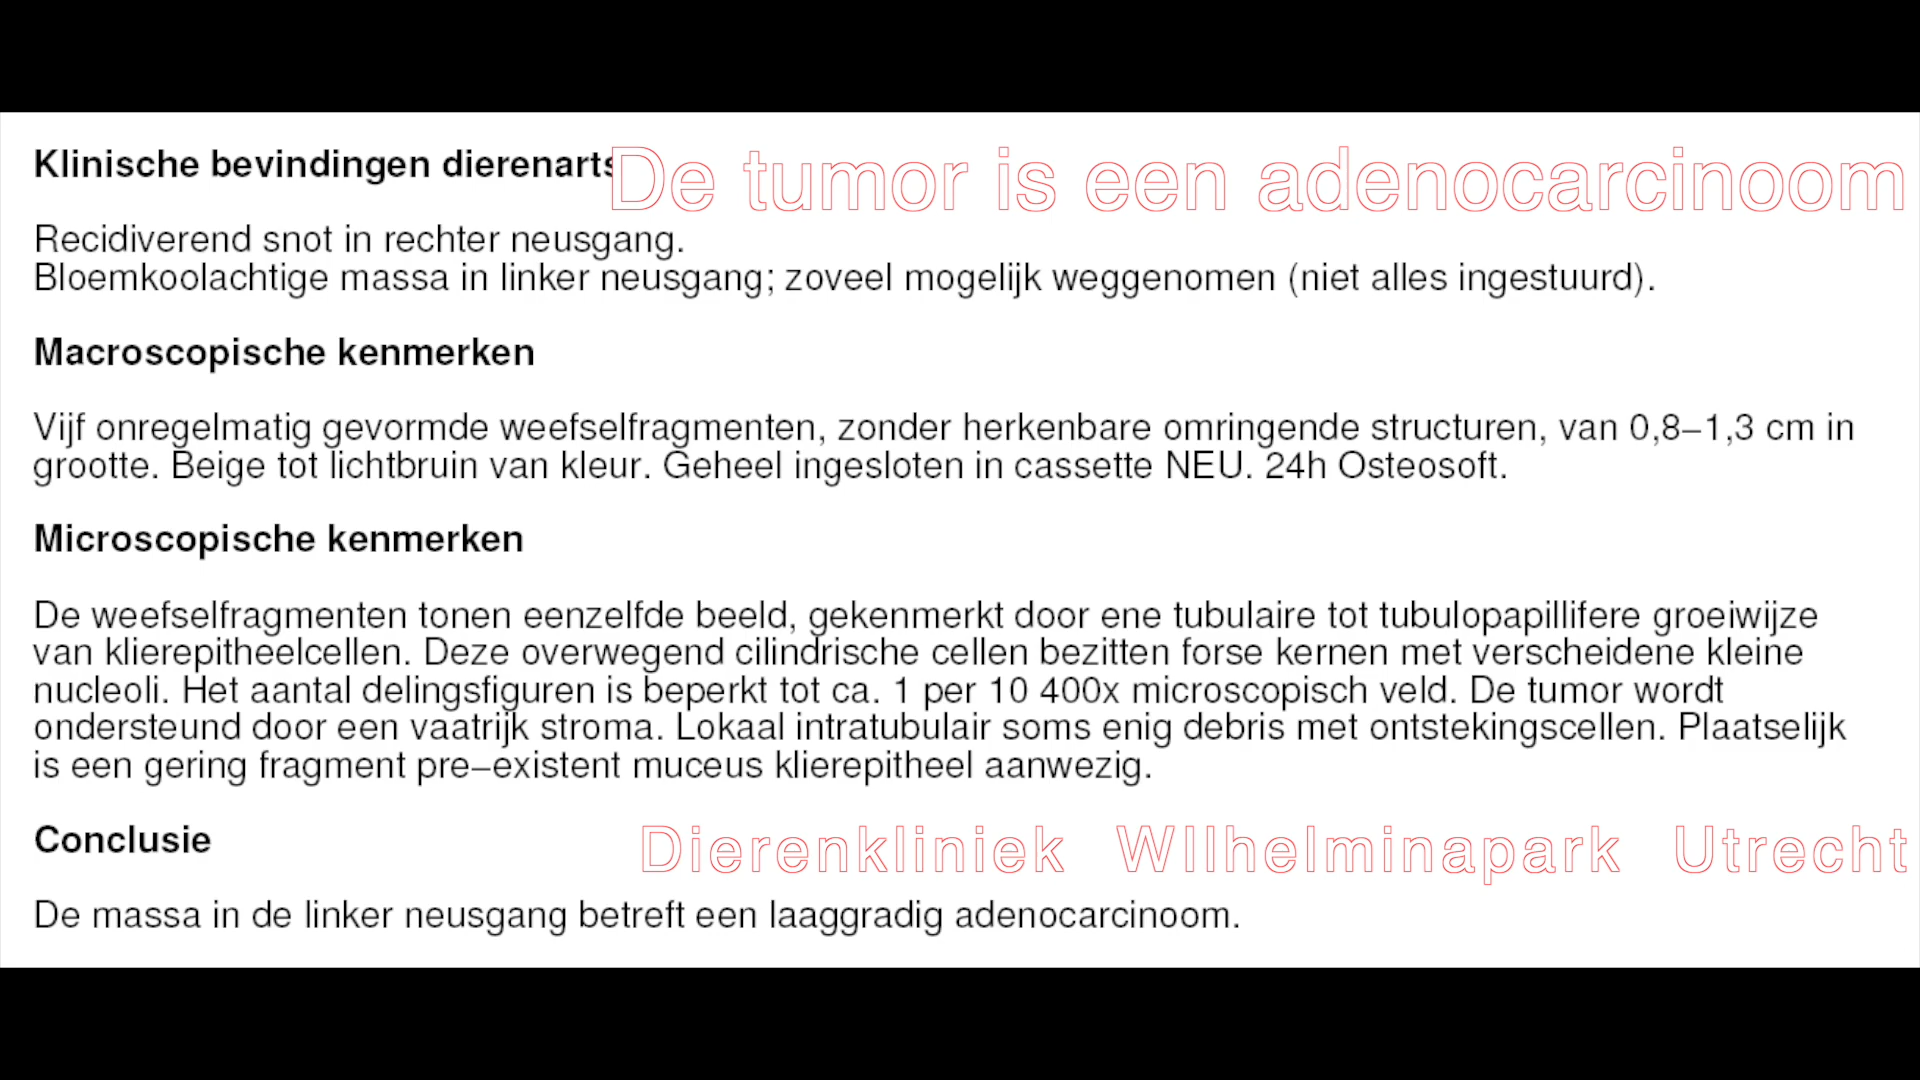 Klinische bevindingen dierenarts
De tumor is een adenocarcinoom
Recidiverend snot in rechter neusgang.
Bloemkoolachtige massa in linker neusgang; zoveel mogelijk weggenomen (niet alles ingestuurd).
Macroscopische kenmerken
Vijf onregelmatig gevormde weefselfragmenten, zonder herkenbare omringende structuren, van 0,8–1,3 cm in
grootte. Beige tot lichtbruin van kleur. Geheel ingesloten in cassette NEU. 24h Osteosoft.
Microscopische kenmerken
De weefselfragmenten tonen eenzelfde beeld, gekenmerkt door ene tubulaire tot tubulopapillifere groeiwijze
van klierepitheelcellen. Deze overwegend cilindrische cellen bezitten forse kernen met verscheidene kleine
nucleoli. Het aantal delingsfiguren is beperkt tot ca. 1 per 10 400x microscopisch veld. De tumor wordt
ondersteund door een vaatrijk stroma. Lokaal intratubulair soms enig debris met ontstekingscellen. Plaatselijk
is een gering fragment pre–existent muceus klierepitheel aanwezig.
Conclusie
Dierenkliniek WIlhelminapark Utrecht
De massa in de linker neusgang betreft een laaggradig adenocarcinoom.